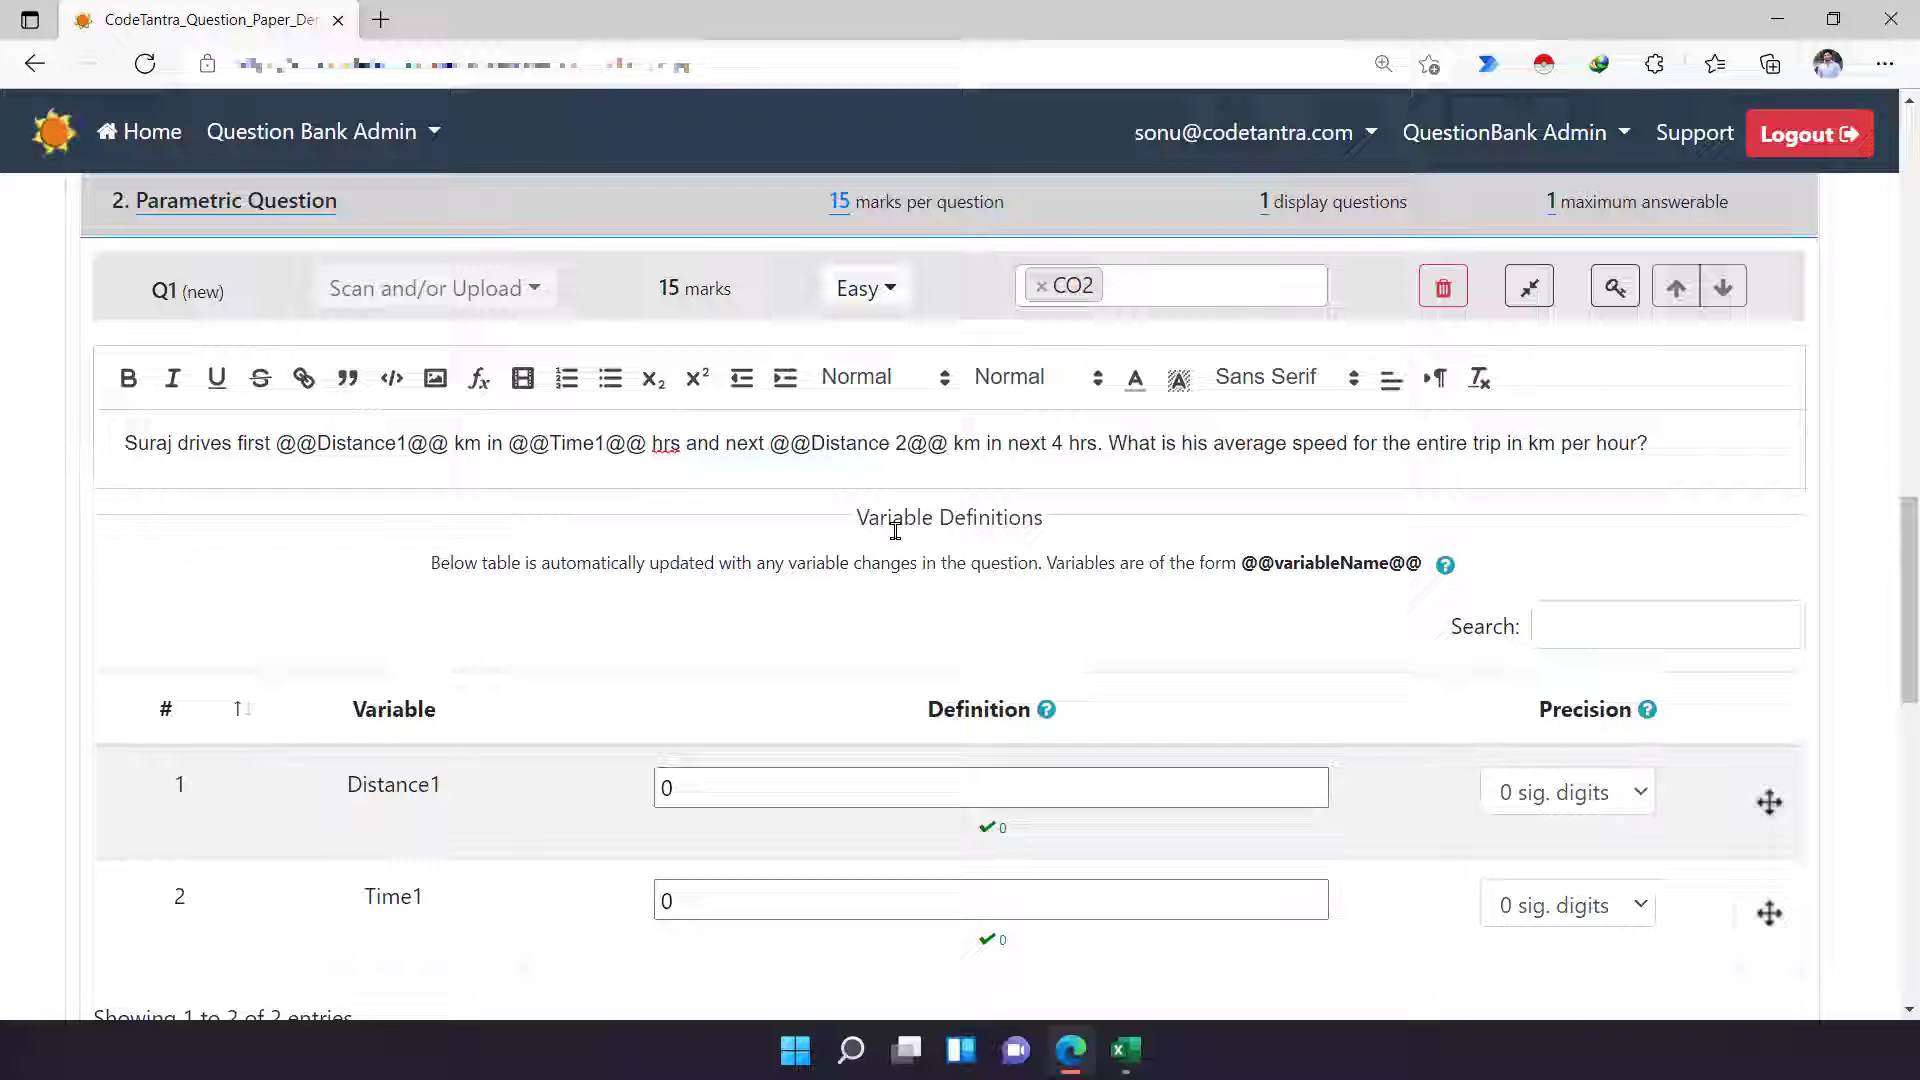 CodeTantra_Question_Paper_Der
Home Question Bank Admin sonu@codetantra.com QuestionBank Admin Support Logout
2. Parametric Question 15 marks per question 1 display questions 1 maximum answerable
Q1 (new) Scan and/or Upload 15 marks Easy × CO2
Normal Normal Sans Serif
Suraj drives first @@Distance1@@ km in @@Time1@@ hrs and next @@Distance 2@@ km in next 4 hrs. What is his average speed for the entire trip in km per hour?
Variable Definitions
Below table is automatically updated with any variable changes in the question. Variables are of the form @@variableName@@
Search:
# Variable Definition Precision
1 Distance1 0 0 sig. digits
0
2 Time1 0 0 sig. digits
0
Showing 1 to 2 of 2 entries